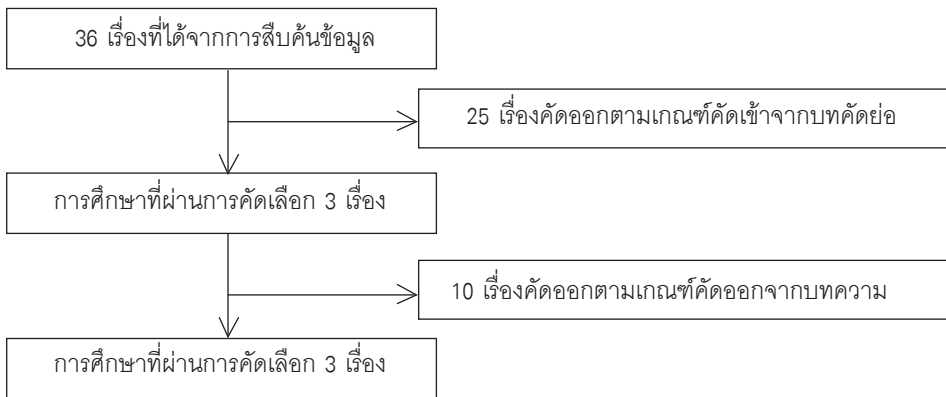 36 เรื่องที่ได้จากการสืบค้นข้อมูล
25 เรื่องคัดออกตามเกณฑ์คัดเข้าจากบทคัดย่อ
การศึกษาที่ผ่านการคัดเลือก 3 เรื่อง
10 เรื่องคัดออกตามเกณฑ์คัดออกจากบทความ
การศึกษาที่ผ่านการคัดเลือก 3 เรื่อง